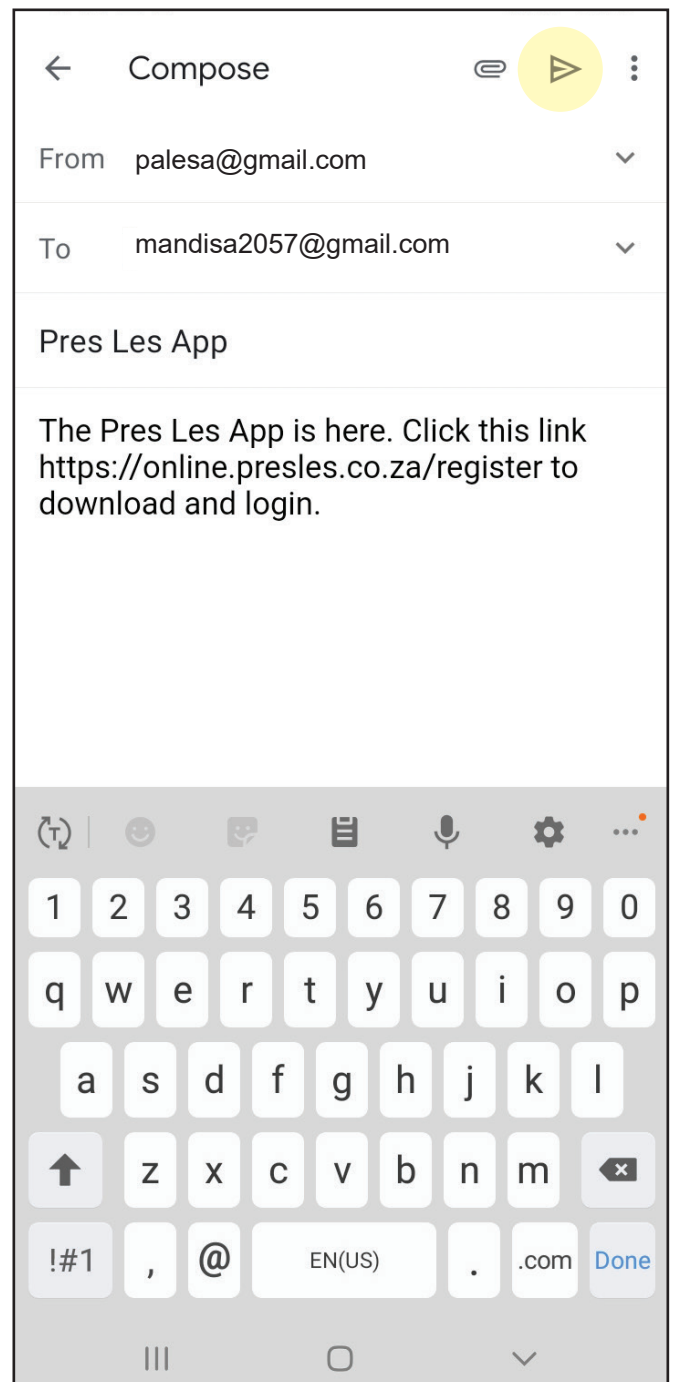 Compose
From palesa@gmail.com
To mandisa2057@gmail.com
Pres Les App
The Pres Les App is here. Click this link
https://online.presles.co.za/register to
download and login.
1 2 3 4 5 6 7 8 9 0
q w e r t y u i o p
a s d f g h j k l
z x c v b n m
!#1 , @ EN(US) . .com Done